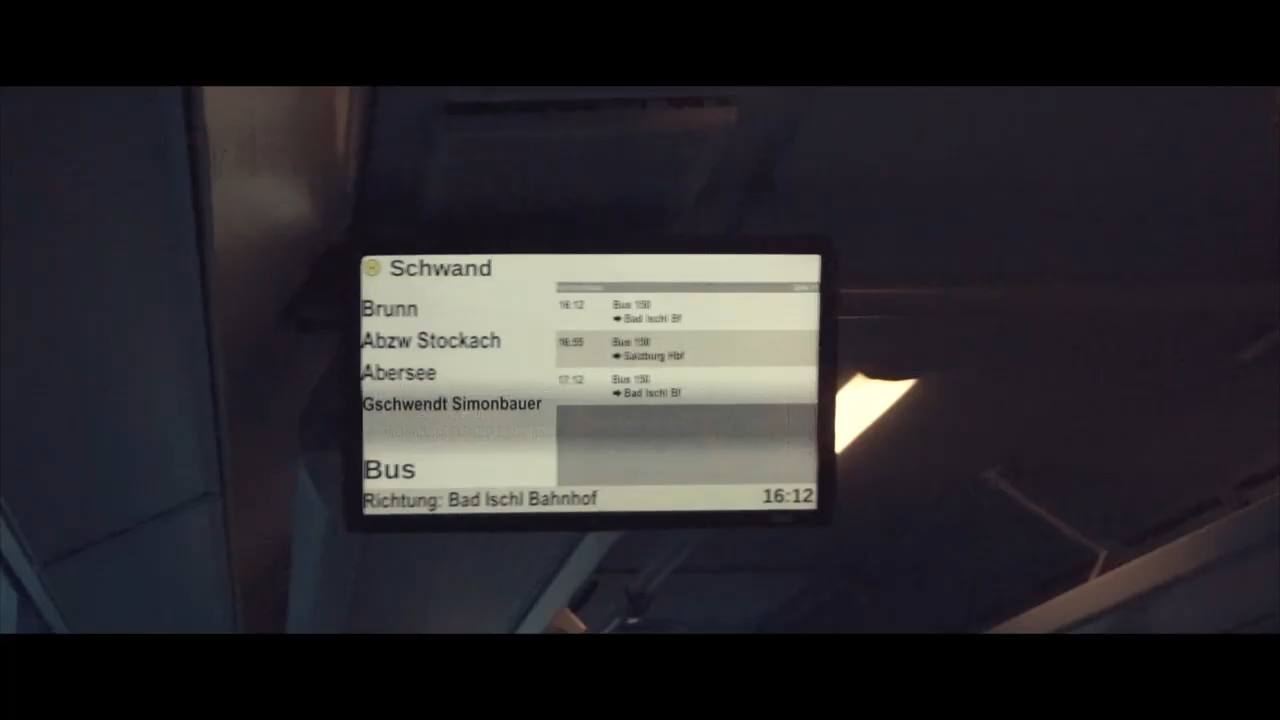 Schwand
Brunn
Abzw Stockach
Abersee
Gschwendt Simonbauer
16:12 Bus 150
➡ Bad Ischl Bf
16:55 Bus 150
➡ Salzburg Hbf
17:12 Bus 150
➡ Bad Ischl Bf
Bus
Richtung: Bad Ischl Bahnhof
16:12